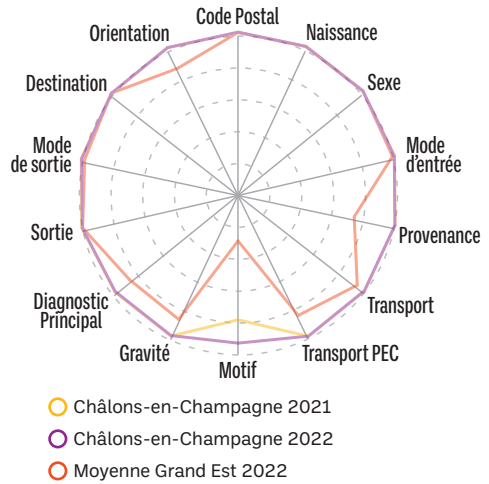 Code Postal
Naissance
Sexe
Mode
d'entrée
Provenance
Transport
Transport PEC
Motif
Gravité
Diagnostic
Principal
Sortie
Mode
de sortie
Destination
Orientation
Châlons-en-Champagne 2021
Châlons-en-Champagne 2022
Moyenne Grand Est 2022